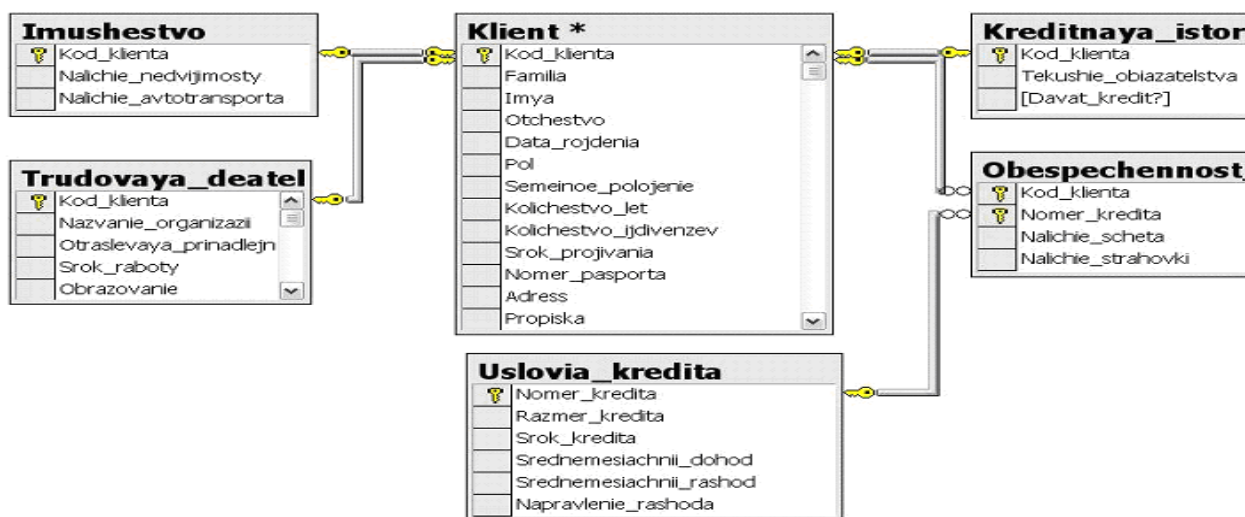 Imushestvo
Kod_klienta
Nalichie_nedvijimosty
Nalichie_avtotransporta
Trudovaya_deatel
Kod_klienta
Nazvanie_organizazii
Otraslevaya_prinadlejn
Srok_raboty
Obrazovanie
Klient *
Kod_klienta
Familia
Imya
Otchestvo
Data_rojdenia
Pol
Semeinoe_polojenie
Kolichestvo_let
Kolichestvo_ijdivenzev
Srok_projivania
Nomer_pasporta
Adress
Propiska
Uslovia_kredita
Nomer_kredita
Razmer_kredita
Srok_kredita
Srednemesiachnii_dohod
Srednemesiachnii_rashod
Napravlenie_rashoda
Kreditnaya_istor
Kod_klienta
Tekushie_obiazatelstva
[Davat_kredit?]
Obespechennost_
Kod_klienta
Nomer_kredita
Nalichie_scheta
Nalichie_strahovki